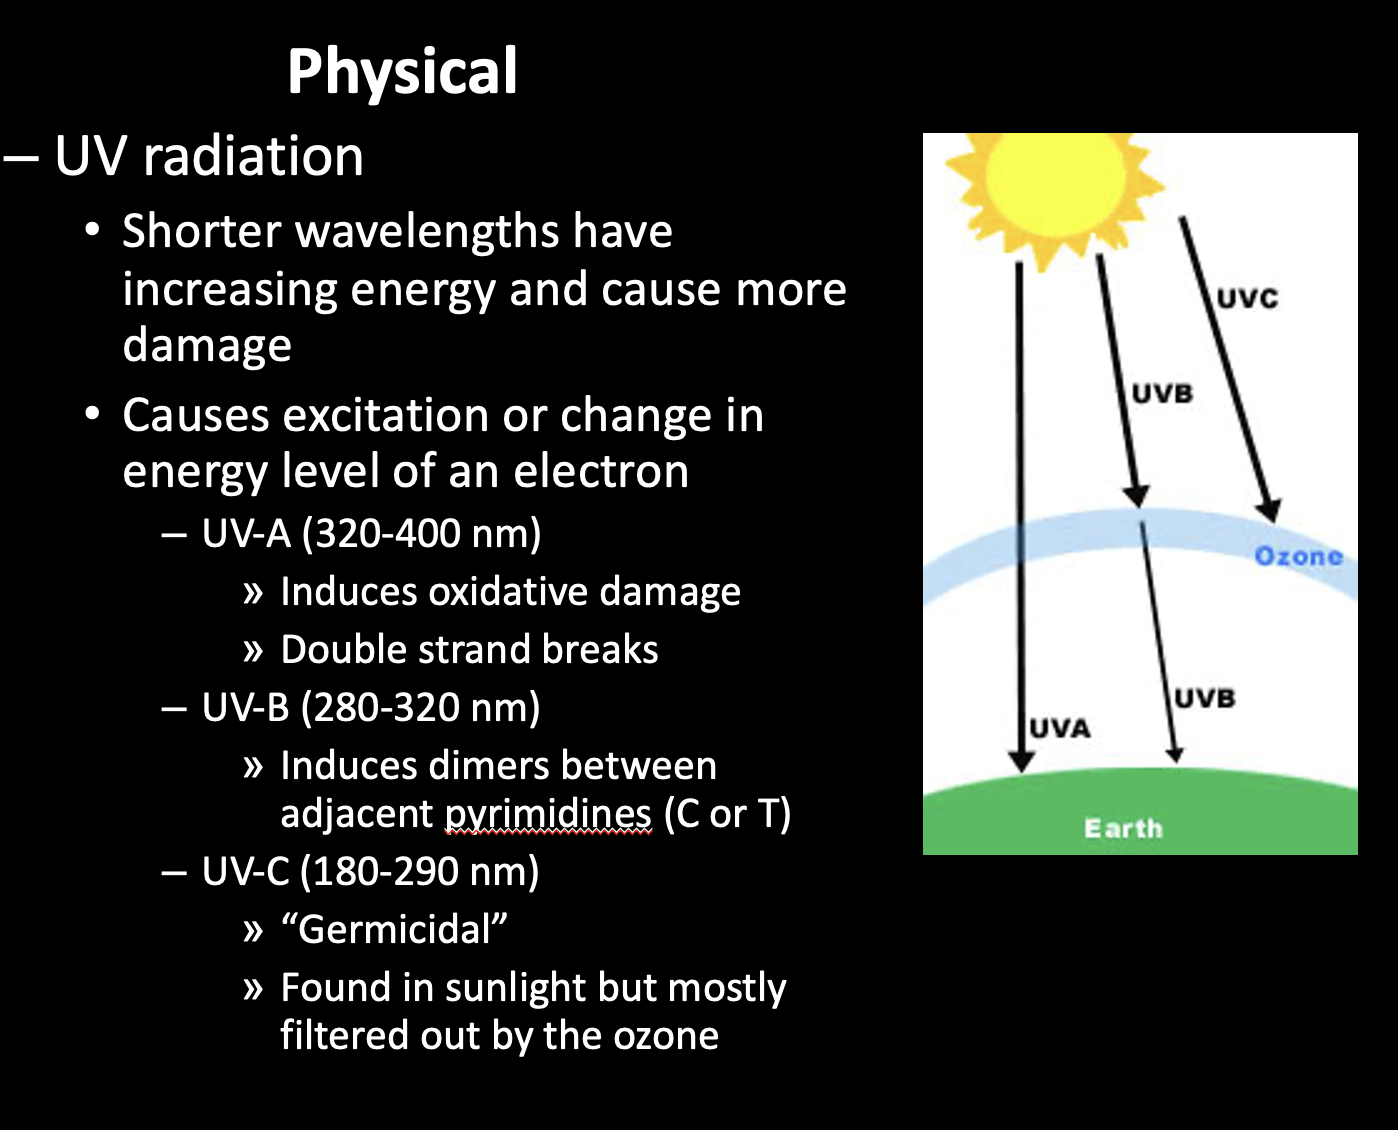 Physical
– UV radiation
• Shorter wavelengths have
increasing energy and cause more
damage
• Causes excitation or change in
energy level of an electron
– UV-A (320-400 nm)
» Induces oxidative damage
» Double strand breaks
– UV-B (280-320 nm)
» Induces dimers between
adjacent pyrimidines (C or T)
– UV-C (180-290 nm)
» “Germicidal”
» Found in sunlight but mostly
filtered out by the ozone
UVC
UVB
Ozone
UVB
UVA
Earth